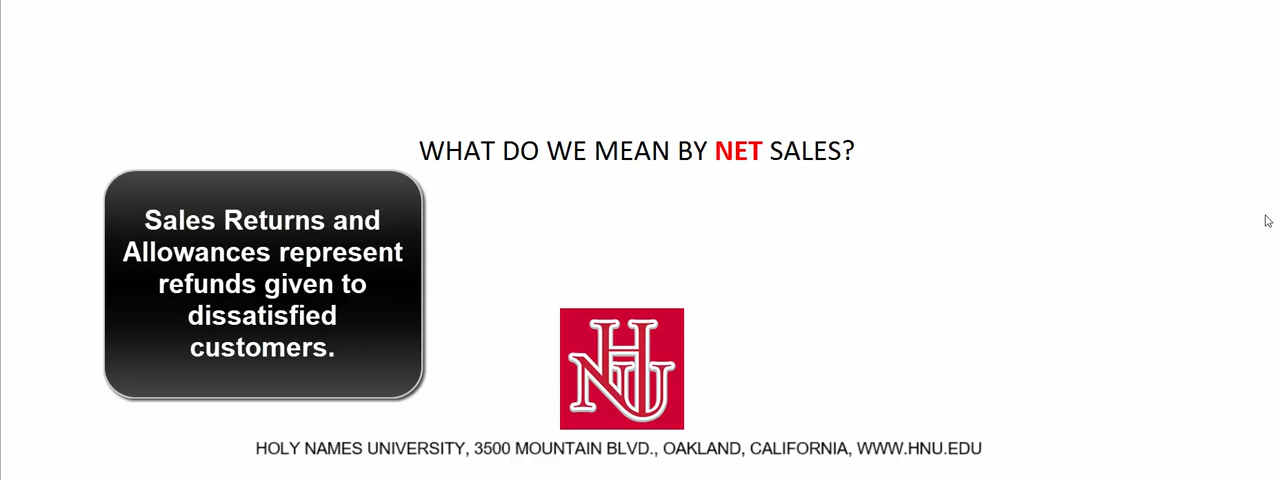 WHAT DO WE MEAN BY NET SALES?
Sales Returns and
Allowances represent
refunds given to
dissatisfied
customers.
HNU
HOLY NAMES UNIVERSITY, 3500 MOUNTAIN BLVD., OAKLAND, CALIFORNIA, WWW.HNU.EDU